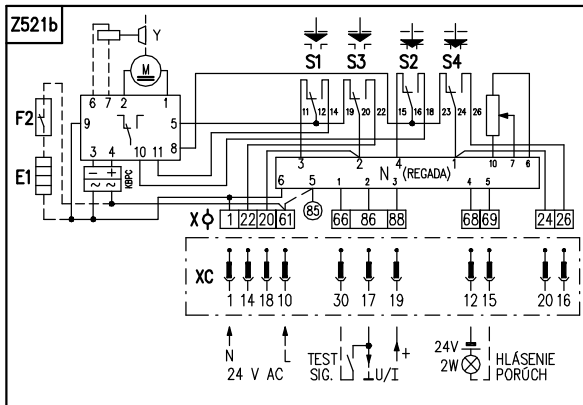 Z521b
Y
S1 S3 S2 S4
M
6 7 2 1
F2
9 5
11 12 14 19 20 22 15 16 18 23 24 26
8
3 4 10 11
3 2 4 1 10 7 6
E1
KBPC
N (REGADA)
6 5 1 2 3 4 5
85
X 1 22 20 61 66 86 88 68 69 24 26
XC
1 14 18 10 30 17 19 12 15 20 16
N L
24 V AC
TEST SIG.
U/I
+
24V
2W
HLÁSENIE
PORÚCH